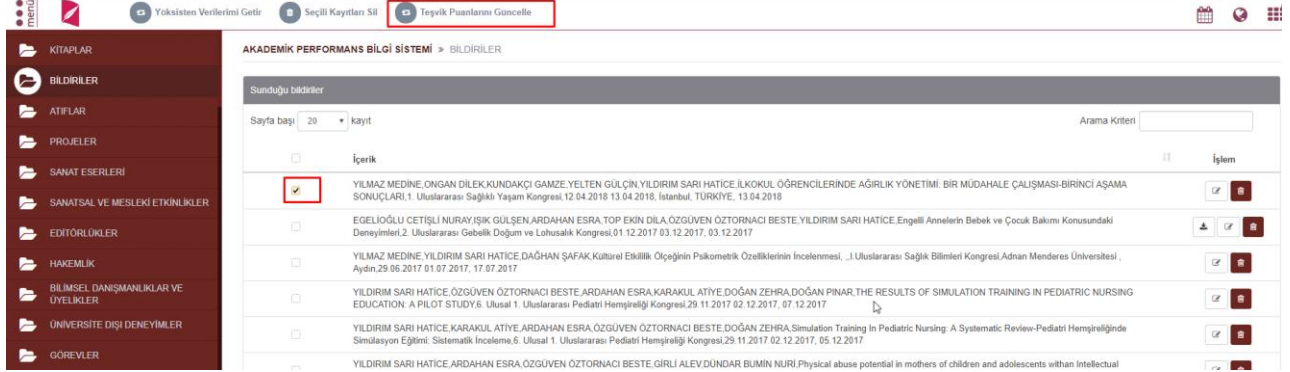 menü
Yöksisten Verilerimi Getir
Seçili Kayıtları Sil
Teşvik Puanlarını Güncelle
KİTAPLAR
BİLDİRİLER
ATIFLAR
PROJELER
SANAT ESERLERİ
SANATSAL VE MESLEKİ ETKİNLİKLER
EDİTÖRLÜKLER
HAKEMLİK
BİLİMSEL DANIŞMANLIKLAR VE
ÜYELİKLER
ÜNİVERSİTE DIŞI DENEYİMLER
GÖREVLER
AKADEMİK PERFORMANS BİLGİ SİSTEMİ » BİLDİRİLER
Sunduğu bildiriler
Sayfa başı 20 kayıt
Arama Kriteri
İçerik
İşlem
YILMAZ MEDİNE,ONGAN DİLEK,KUNDAKÇI GAMZE,YELTEN GÜLÇİN,YILDIRIM SARI HATİCE,İLKOKUL ÖĞRENCİLERİNDE AĞIRLIK YÖNETİMİ: BİR MÜDAHALE ÇALIŞMASI-BİRİNCİ AŞAMA
SONUÇLARI,1. Uluslararası Sağlıklı Yaşam Kongresi,12.04.2018 13.04.2018, İstanbul, TÜRKİYE, 13.04.2018
EGELİOĞLU CETİŞLİ NURAY,IŞIK GÜLŞEN,ARDAHAN ESRA,TOP EKİN DİLA,ÖZGÜVEN ÖZTORNACI BESTE,YILDIRIM SARI HATİCE,Engelli Annelerin Bebek ve Çocuk Bakımı Konusundaki
Deneyimleri,2. Uluslararası Gebelik Doğum ve Lohusalık Kongresi,01.12.2017 03.12.2017, 03.12.2017
YILMAZ MEDİNE,YILDIRIM SARI HATİCE,DAĞHAN ŞAFAK,Kültürel Etkililik Ölçeğinin Psikometrik Özelliklerinin İncelenmesi, ,,I.Uluslararası Sağlık Bilimleri Kongresi,Adnan Menderes Üniversitesi ,
Aydın,29.06.2017 01.07.2017, 17.07.2017
YILDIRIM SARI HATİCE,ÖZGÜVEN ÖZTORNACI BESTE,ARDAHAN ESRA,KARAKUL ATİYE,DOĞAN ZEHRA,DOĞAN PINAR,THE RESULTS OF SIMULATION TRAINING IN PEDIATRIC NURSING
EDUCATION: A PILOT STUDY,6. Ulusal 1. Uluslararası Pediatri Hemşireliği Kongresi,29.11.2017 02.12.2017, 07.12.2017
YILDIRIM SARI HATİCE,KARAKUL ATİYE,ARDAHAN ESRA,ÖZGÜVEN ÖZTORNACI BESTE,DOĞAN ZEHRA,Simulation Training In Pediatric Nursing: A Systematic Review-Pediatri Hemşireliğinde
Simülasyon Eğitimi: Sistematik İnceleme,6. Ulusal 1. Uluslararası Pediatri Hemşireliği Kongresi,29.11.2017 02.12.2017, 05.12.2017
YILDIRIM SARI HATİCE,ARDAHAN ESRA,ÖZGÜVEN ÖZTORNACI BESTE,GİRLİ ALEV,DÜNDAR BUMİN NURİ,Physical abuse potential in mothers of children and adolescents withan Intellectual